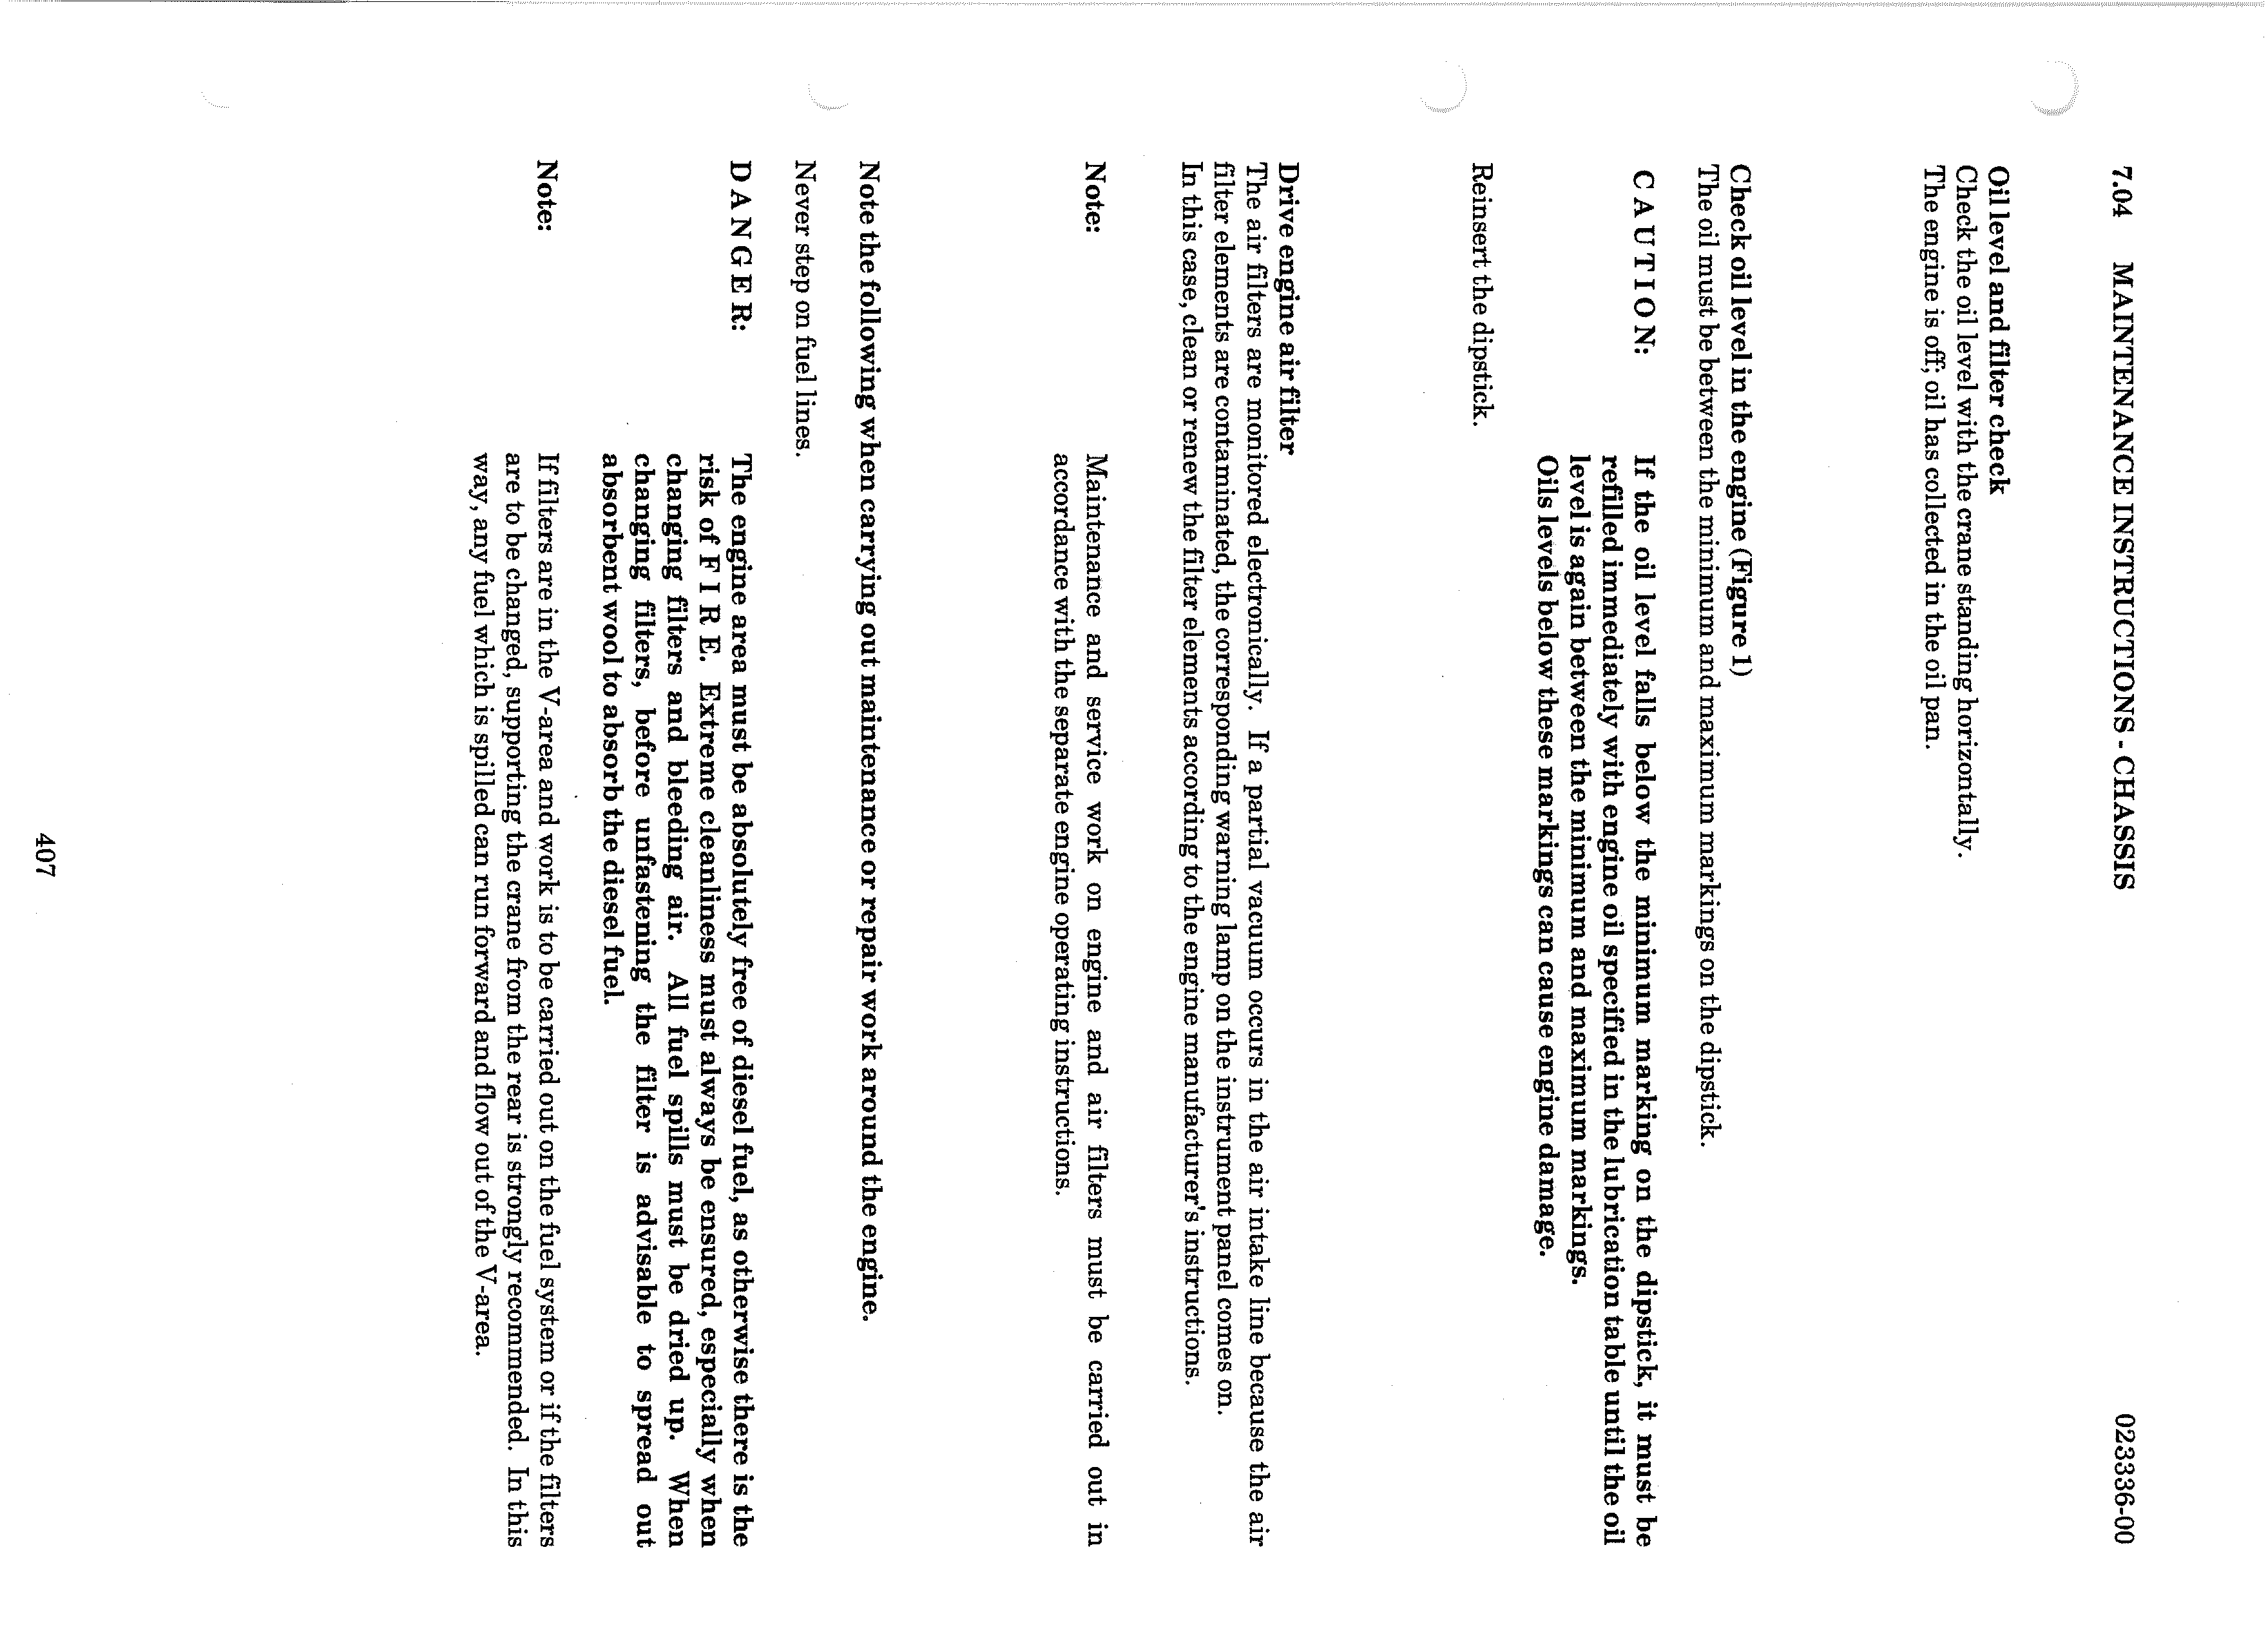 7.04 MAINTENANCE INSTRUCTIONS - CHASSIS 023336-00
Oil level and filter check
Check the oil level with the crane standing horizontally.
The engine is off; oil has collected in the oil pan.
Check oil level in the engine (Figure 1)
The oil must be between the minimum and maximum markings on the dipstick.
C A U T I O N: If the oil level falls below the minimum marking on the dipstick, it must be
refilled immediately with engine oil specified in the lubrication table until the oil
level is again between the minimum and maximum markings.
Oils levels below these markings can cause engine damage.
Reinsert the dipstick.
Drive engine air filter
The air filters are monitored electronically. If a partial vacuum occurs in the air intake line because the air
filter elements are contaminated, the corresponding warning lamp on the instrument panel comes on.
In this case, clean or renew the filter elements according to the engine manufacturer's instructions.
Note: Maintenance and service work on engine and air filters must be carried out in
accordance with the separate engine operating instructions.
Note the following when carrying out maintenance or repair work around the engine.
Never step on fuel lines.
D A N G E R: The engine area must be absolutely free of diesel fuel, as otherwise there is the
risk of F I R E. Extreme cleanliness must always be ensured, especially when
changing filters and bleeding air. All fuel spills must be dried up. When
changing filters, before unfastening the filter is advisable to spread out
absorbent wool to absorb the diesel fuel.
Note: If filters are in the V-area and work is to be carried out on the fuel system or if the filters
are to be changed, supporting the crane from the rear is strongly recommended. In this
way, any fuel which is spilled can run forward and flow out of the V-area.
407